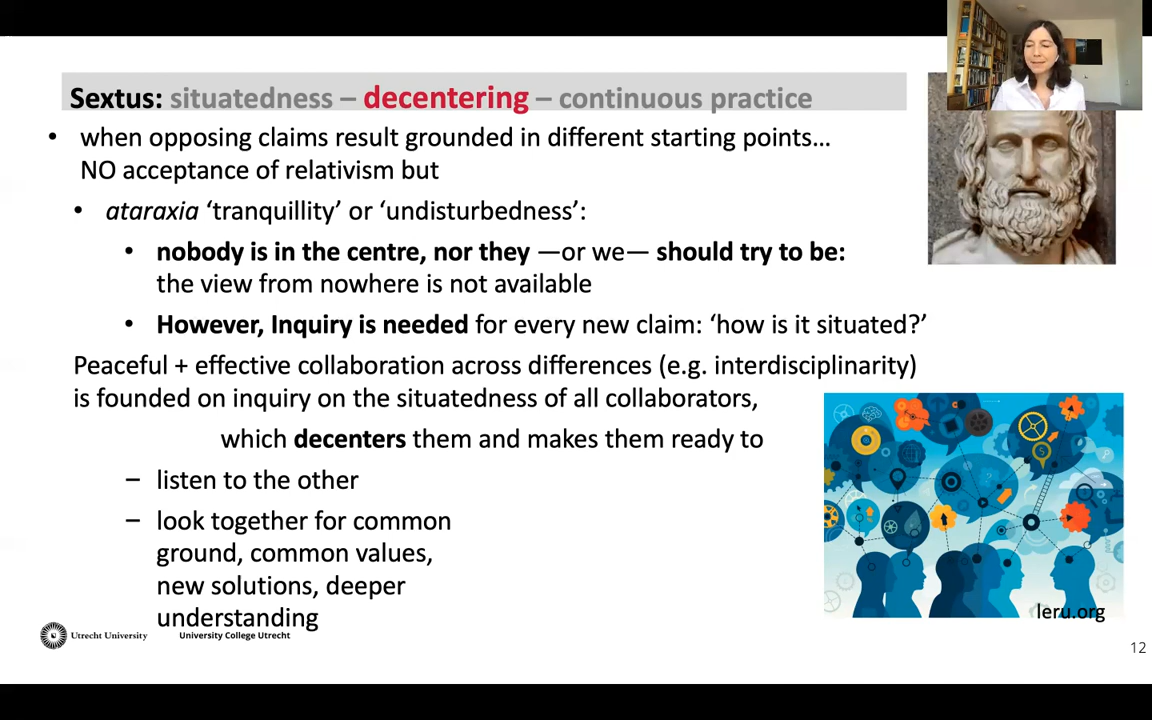 Sextus: situatedness – decentering – continuous practice
• when opposing claims result grounded in different starting points…
NO acceptance of relativism but
• ataraxia ‘tranquillity’ or ‘undisturbedness’:
• nobody is in the centre, nor they —or we— should try to be:
the view from nowhere is not available
• However, Inquiry is needed for every new claim: ‘how is it situated?’
Peaceful + effective collaboration across differences (e.g. interdisciplinarity)
is founded on inquiry on the situatedness of all collaborators,
which decenters them and makes them ready to
– listen to the other
– look together for common
ground, common values,
new solutions, deeper
understanding
leru.org
Utrecht University
University College Utrecht
12